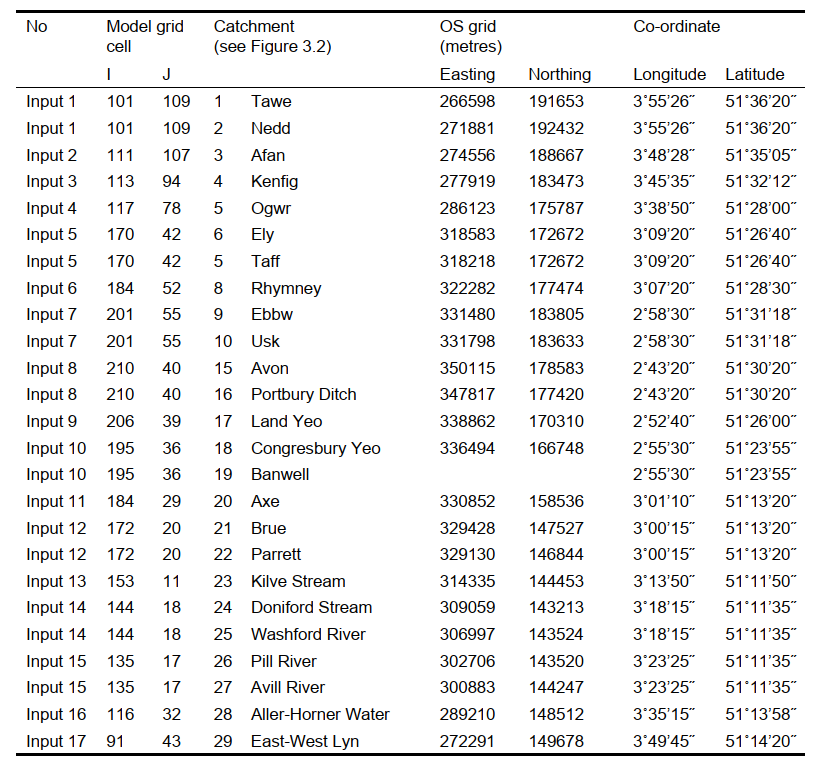 No Model grid Catchment OS grid Co-ordinate
cell (see Figure 3.2) (metres)
I J Easting Northing Longitude Latitude
Input 1 101 109 1 Tawe 266598 191653 3˚55’26˝ 51˚36’20˝
Input 1 101 109 2 Nedd 271881 192432 3˚55’26˝ 51˚36’20˝
Input 2 111 107 3 Afan 274556 188667 3˚48’28˝ 51˚35’05˝
Input 3 113 94 4 Kenfig 277919 183473 3˚45’35˝ 51˚32’12˝
Input 4 117 78 5 Ogwr 286123 175787 3˚38’50˝ 51˚28’00˝
Input 5 170 42 6 Ely 318583 172672 3˚09’20˝ 51˚26’40˝
Input 5 170 42 5 Taff 318218 172672 3˚09’20˝ 51˚26’40˝
Input 6 184 52 8 Rhymney 322282 177474 3˚07’20˝ 51˚28’30˝
Input 7 201 55 9 Ebbw 331480 183805 2˚58’30˝ 51˚31’18˝
Input 7 201 55 10 Usk 331798 183633 2˚58’30˝ 51˚31’18˝
Input 8 210 40 15 Avon 350115 178583 2˚43’20˝ 51˚30’20˝
Input 8 210 40 16 Portbury Ditch 347817 177420 2˚43’20˝ 51˚30’20˝
Input 9 206 39 17 Land Yeo 338862 170310 2˚52’40˝ 51˚26’00˝
Input 10 195 36 18 Congresbury Yeo 336494 166748 2˚55’30˝ 51˚23’55˝
Input 10 195 36 19 Banwell 2˚55’30˝ 51˚23’55˝
Input 11 184 29 20 Axe 330852 158536 3˚01’10˝ 51˚13’20˝
Input 12 172 20 21 Brue 329428 147527 3˚00’15˝ 51˚13’20˝
Input 12 172 20 22 Parrett 329130 146844 3˚00’15˝ 51˚13’20˝
Input 13 153 11 23 Kilve Stream 314335 144453 3˚13’50˝ 51˚11’50˝
Input 14 144 18 24 Doniford Stream 309059 143213 3˚18’15˝ 51˚11’35˝
Input 14 144 18 25 Washford River 306997 143524 3˚18’15˝ 51˚11’35˝
Input 15 135 17 26 Pill River 302706 143520 3˚23’25˝ 51˚11’35˝
Input 15 135 17 27 Avill River 300883 144247 3˚23’25˝ 51˚11’35˝
Input 16 116 32 28 Aller-Horner Water 289210 148512 3˚35’15˝ 51˚13’58˝
Input 17 91 43 29 East-West Lyn 272291 149678 3˚49’45˝ 51˚14’20˝